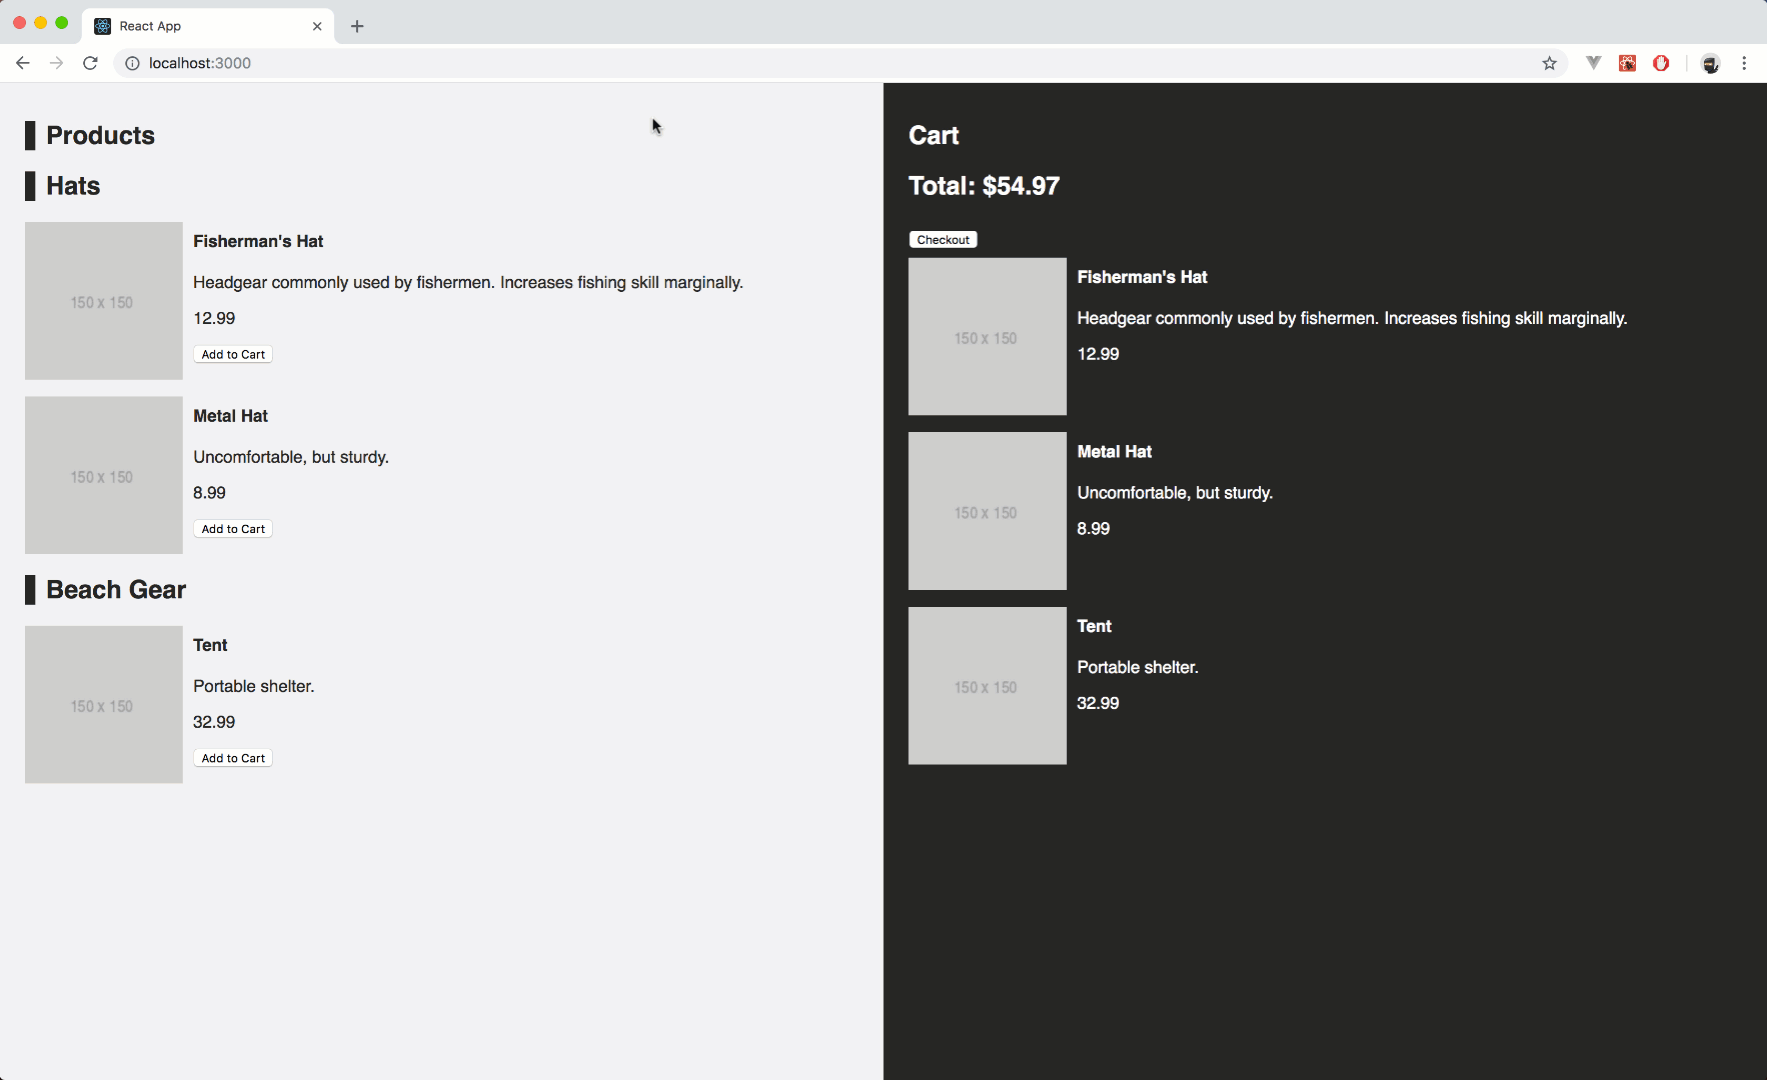 React App
localhost:3000
Products
Hats
150 x 150
Fisherman's Hat
Headgear commonly used by fishermen. Increases fishing skill marginally.
12.99
Add to Cart
150 x 150
Metal Hat
Uncomfortable, but sturdy.
8.99
Add to Cart
Beach Gear
150 x 150
Tent
Portable shelter.
32.99
Add to Cart
Cart
Total: $54.97
Checkout
150 x 150
Fisherman's Hat
Headgear commonly used by fishermen. Increases fishing skill marginally.
12.99
150 x 150
Metal Hat
Uncomfortable, but sturdy.
8.99
150 x 150
Tent
Portable shelter.
32.99